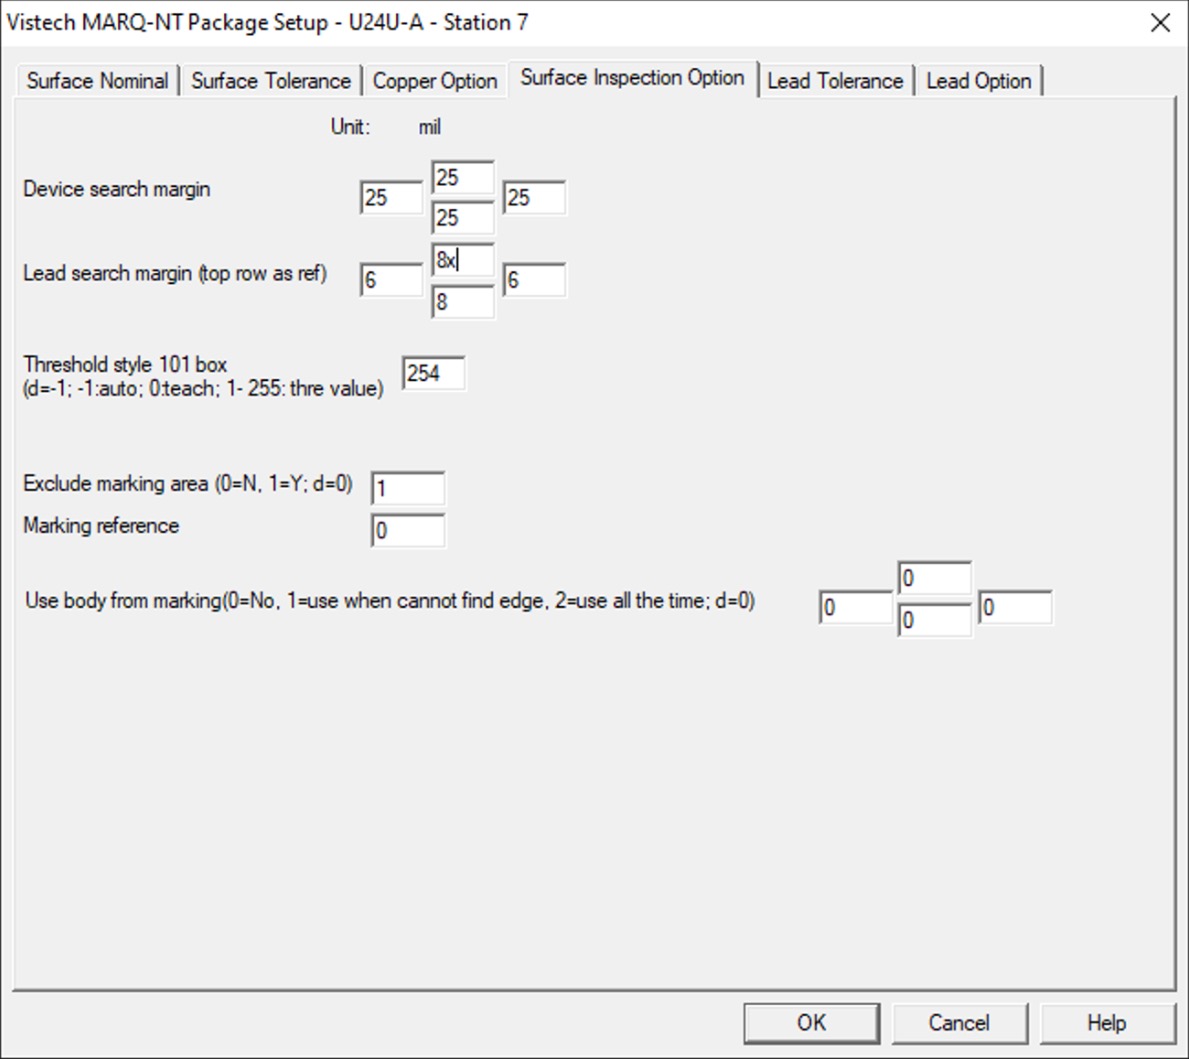 Vistech MARQ-NT Package Setup - U24U-A - Station 7
Surface Nominal Surface Tolerance Copper Option Surface Inspection Option Lead Tolerance Lead Option
Unit: mil
25
Device search margin 25 25
25
8x
Lead search margin (top row as ref) 6 6
8
Threshold style 101 box
(d=-1; -1:auto; 0:teach; 1- 255: thre value) 254
Exclude marking area (0=N, 1=Y; d=0) 1
Marking reference 0
0
Use body from marking(0=No, 1=use when cannot find edge, 2=use all the time; d=0) 0 0
0
OK Cancel Help